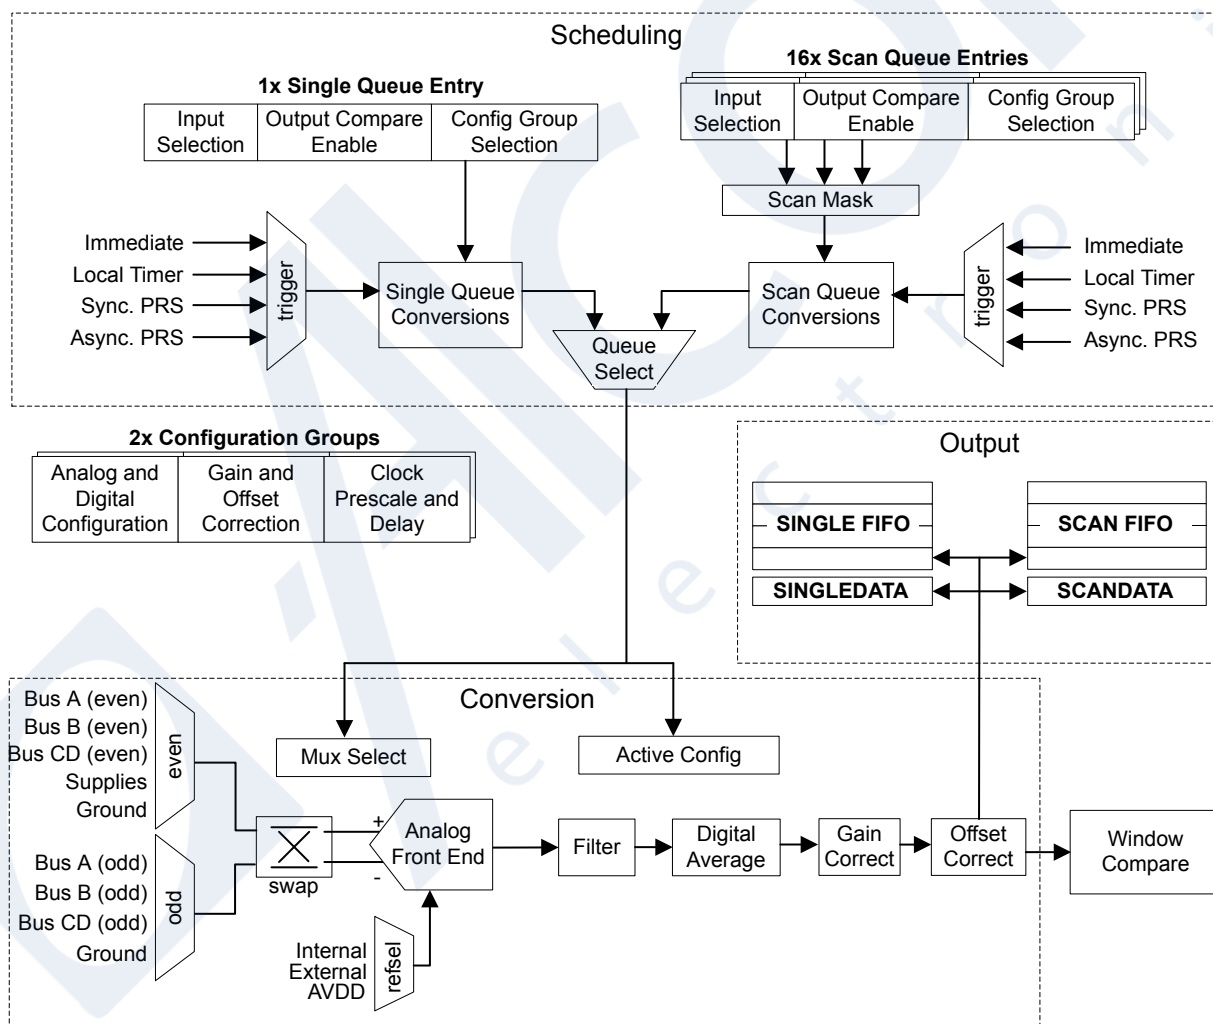 Scheduling
1x Single Queue Entry
16x Scan Queue Entries
Input
Selection
Output Compare
Enable
Config Group
Selection
Input
Selection
Output Compare
Enable
Config Group
Selection
Scan Mask
Immediate
Local Timer
Sync. PRS
Async. PRS
trigger
Single Queue
Conversions
Scan Queue
Conversions
trigger
Immediate
Local Timer
Sync. PRS
Async. PRS
Queue
Select
2x Configuration Groups
Analog and
Digital
Configuration
Gain and
Offset
Correction
Clock
Prescale and
Delay
Output
SINGLE FIFO
SCAN FIFO
SINGLEDATA
SCANDATA
Conversion
Bus A (even)
Bus B (even)
Bus CD (even)
Supplies
Ground
even
Mux Select
Active Config
Bus A (odd)
Bus B (odd)
Bus CD (odd)
Ground
odd
swap
+
-
Analog
Front End
Filter
Digital
Average
Gain
Correct
Offset
Correct
Window
Compare
Internal
External
AVDD
refsel